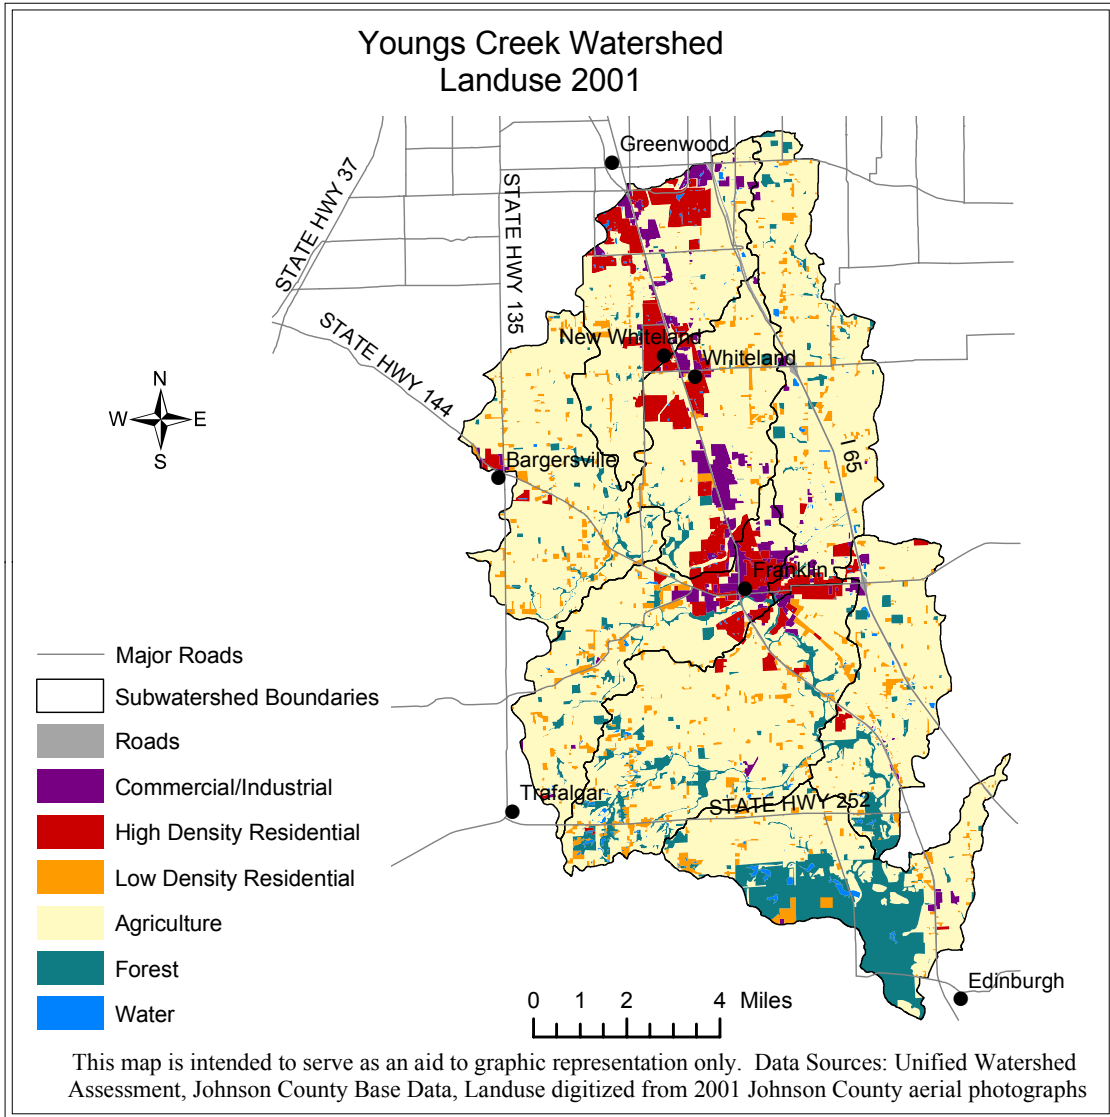 Youngs Creek Watershed
Landuse 2001
Greenwood
STATE HWY 37
STATE HWY 135
STATE HWY 144
New Whiteland
Whiteland
N
W E
S
Bargersville
I 65
Franklin
Major Roads
Subwatershed Boundaries
Roads
Commercial/Industrial
High Density Residential
Low Density Residential
Agriculture
Forest
Water
Trafalgar
STATE HWY 252
Edinburgh
0 1 2 4 Miles
This map is intended to serve as an aid to graphic representation only. Data Sources: Unified Watershed
Assessment, Johnson County Base Data, Landuse digitized from 2001 Johnson County aerial photographs